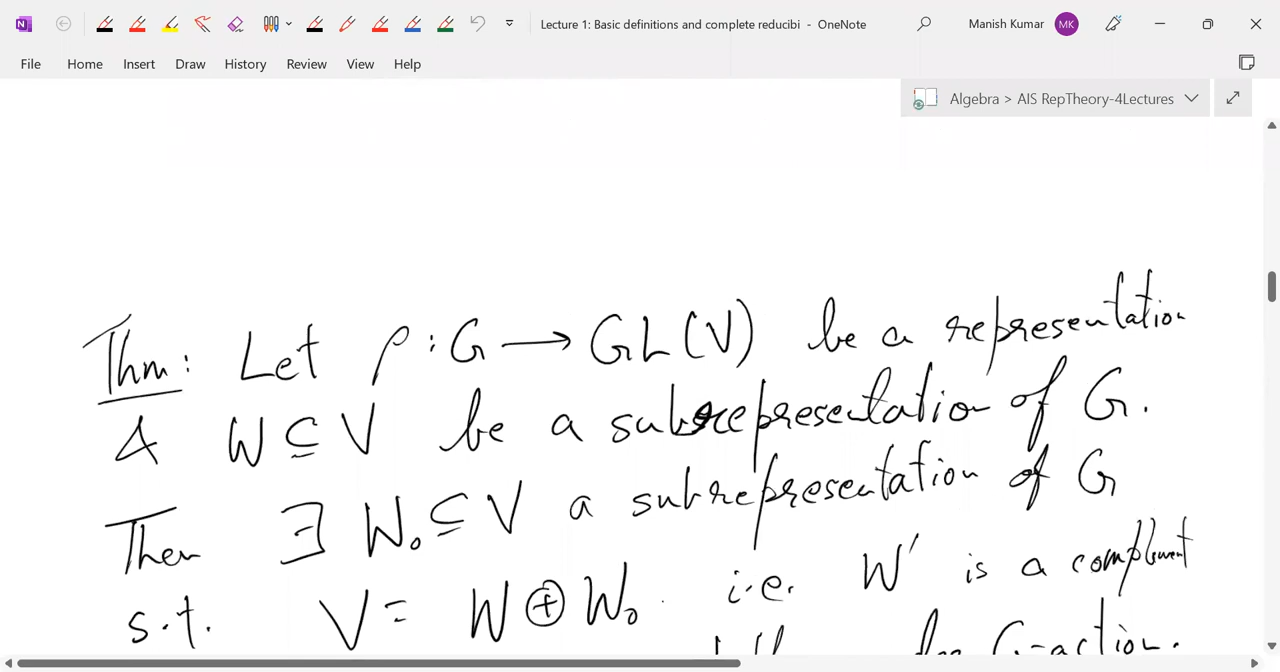 Lecture 1: Basic definitions and complete reducibi - OneNote
Manish Kumar MK
File Home Insert Draw History Review View Help
Algebra > AIS RepTheory-4Lectures
Thm: Let ρ : G → GL(V) be a representation
& W ⊆ V be a subrepresentation of G.
Then ∃ W₀ ⊆ V a subrepresentation of G
s.t. V = W ⊕ W₀. i.e. W' is a complement
G-action.